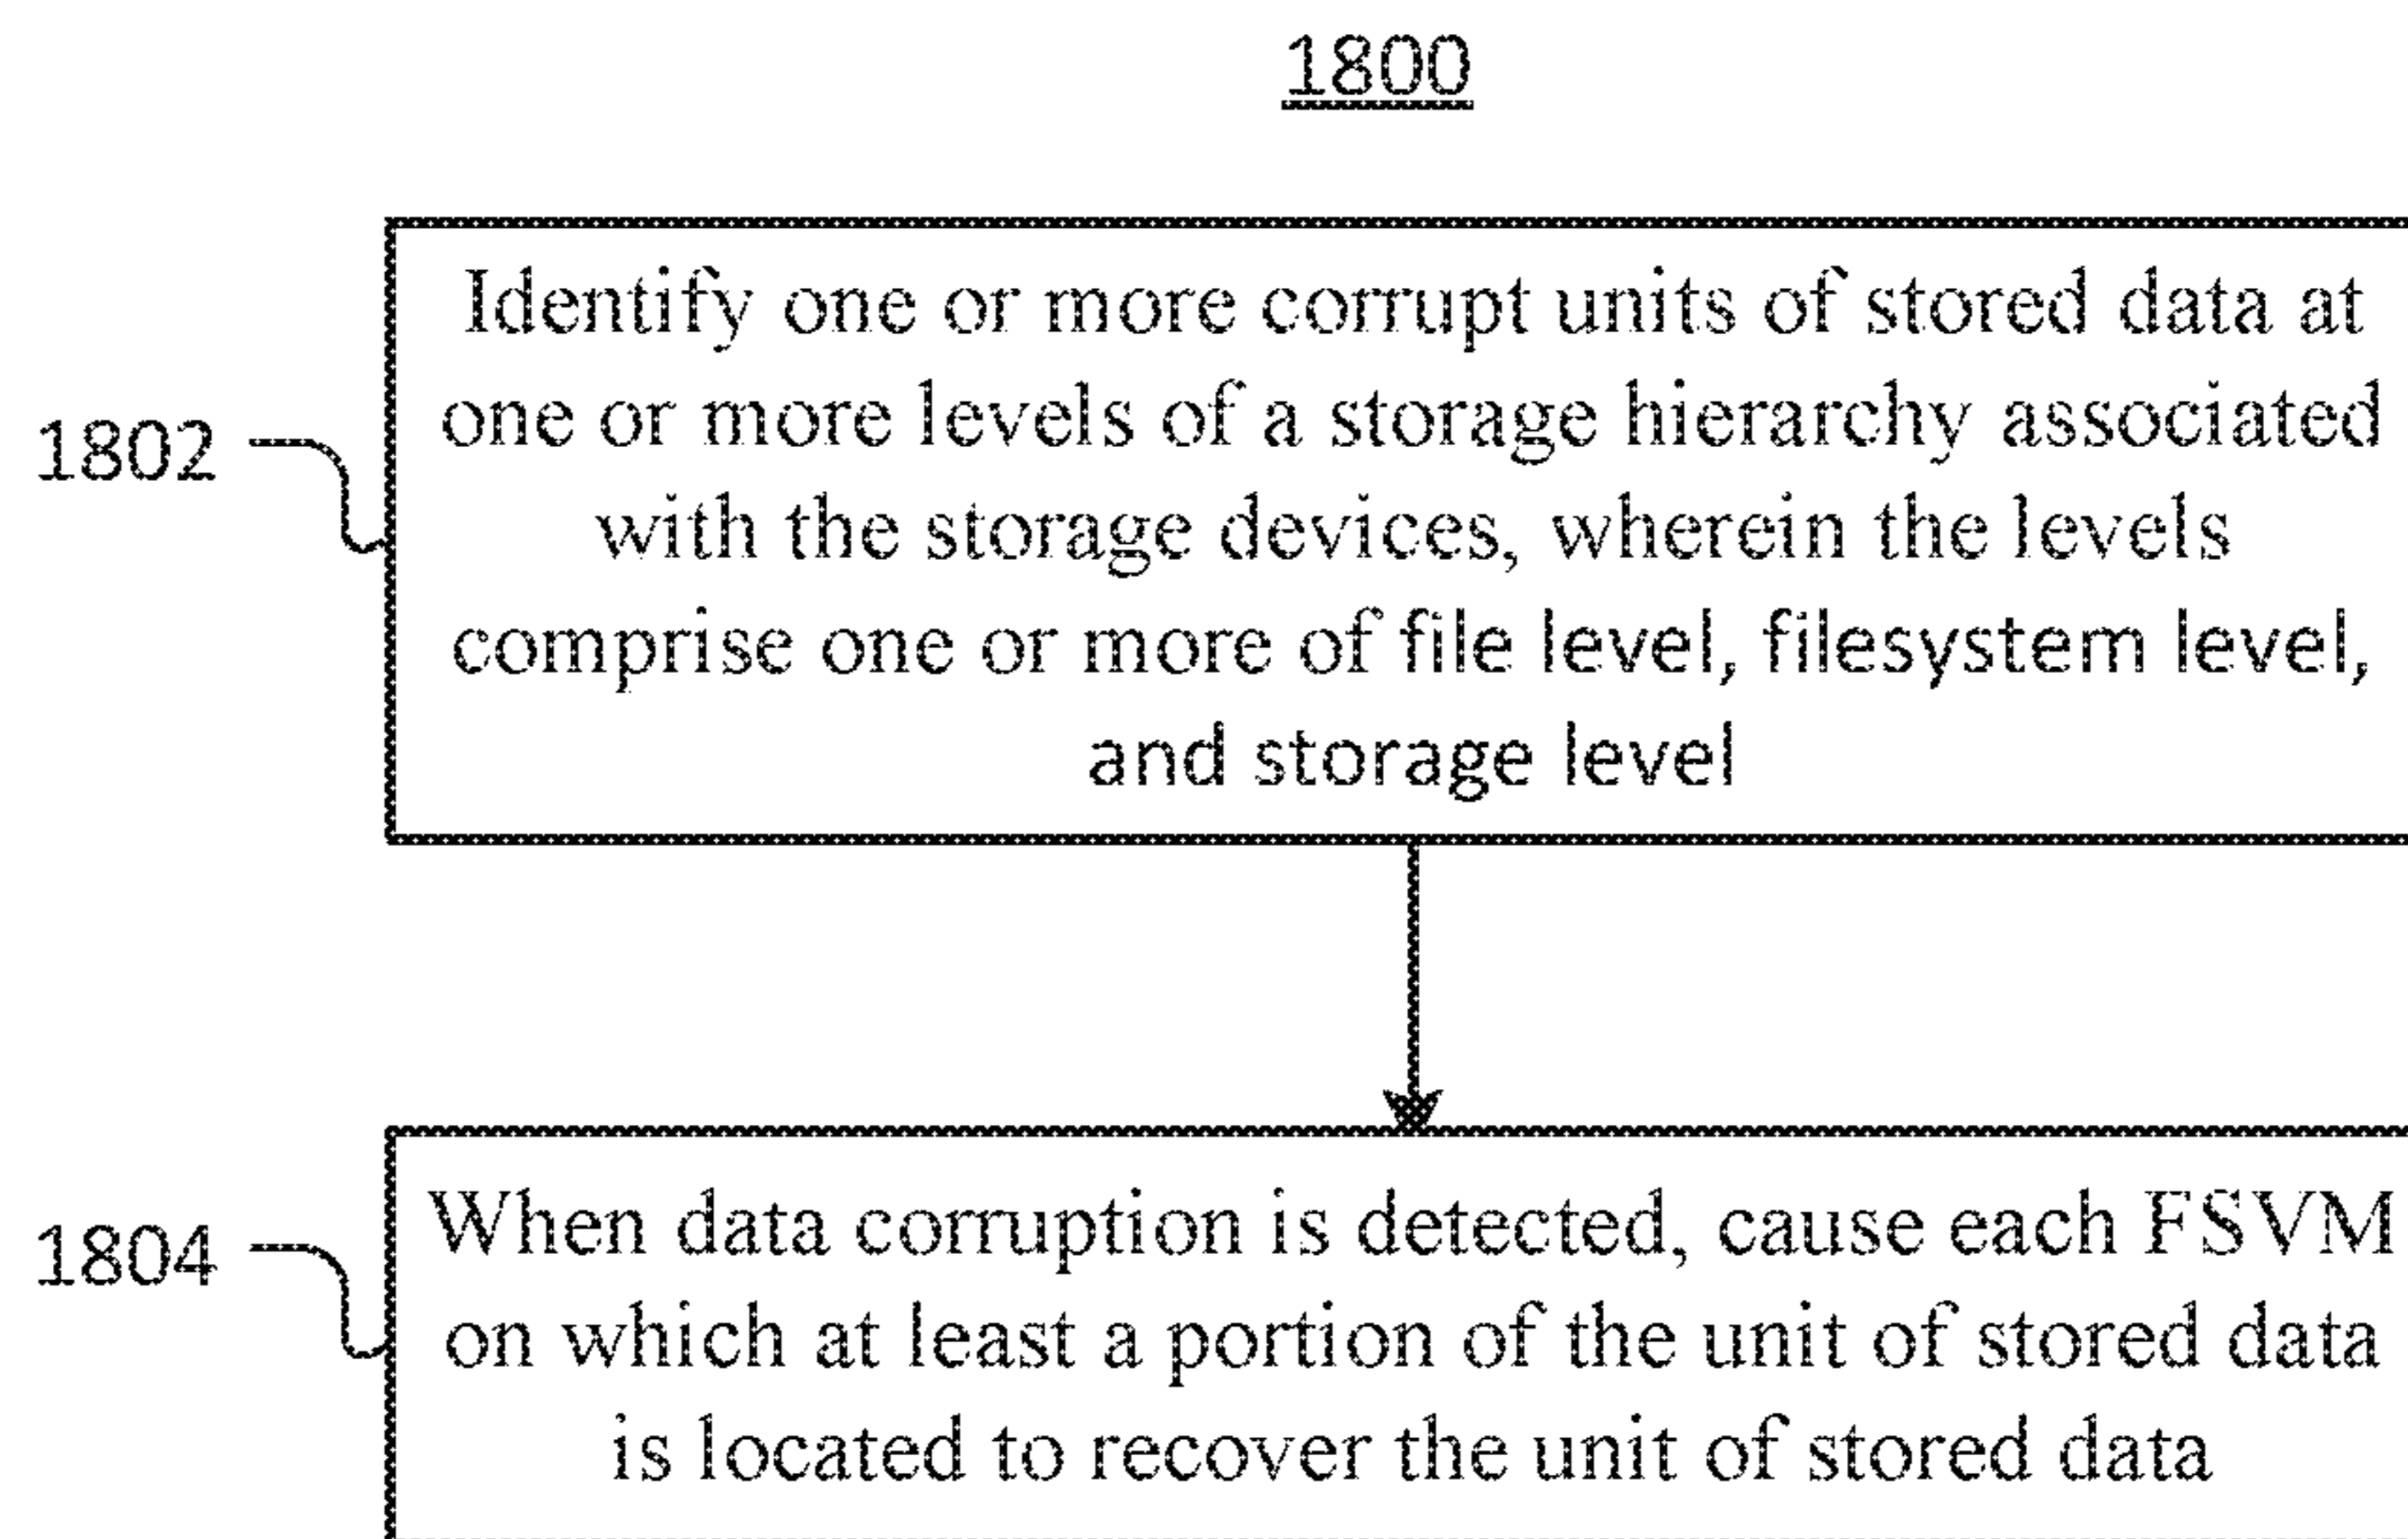 1800
Identify one or more corrupt units of stored data at
one or more levels of a storage hierarchy associated
1802
with the storage devices, wherein the levels
comprise one or more of file level, filesystem level,
and storage level
When data corruption is detected, cause each FSVM
1804
on which at least a portion of the unit of stored data
is located to recover the unit of stored data